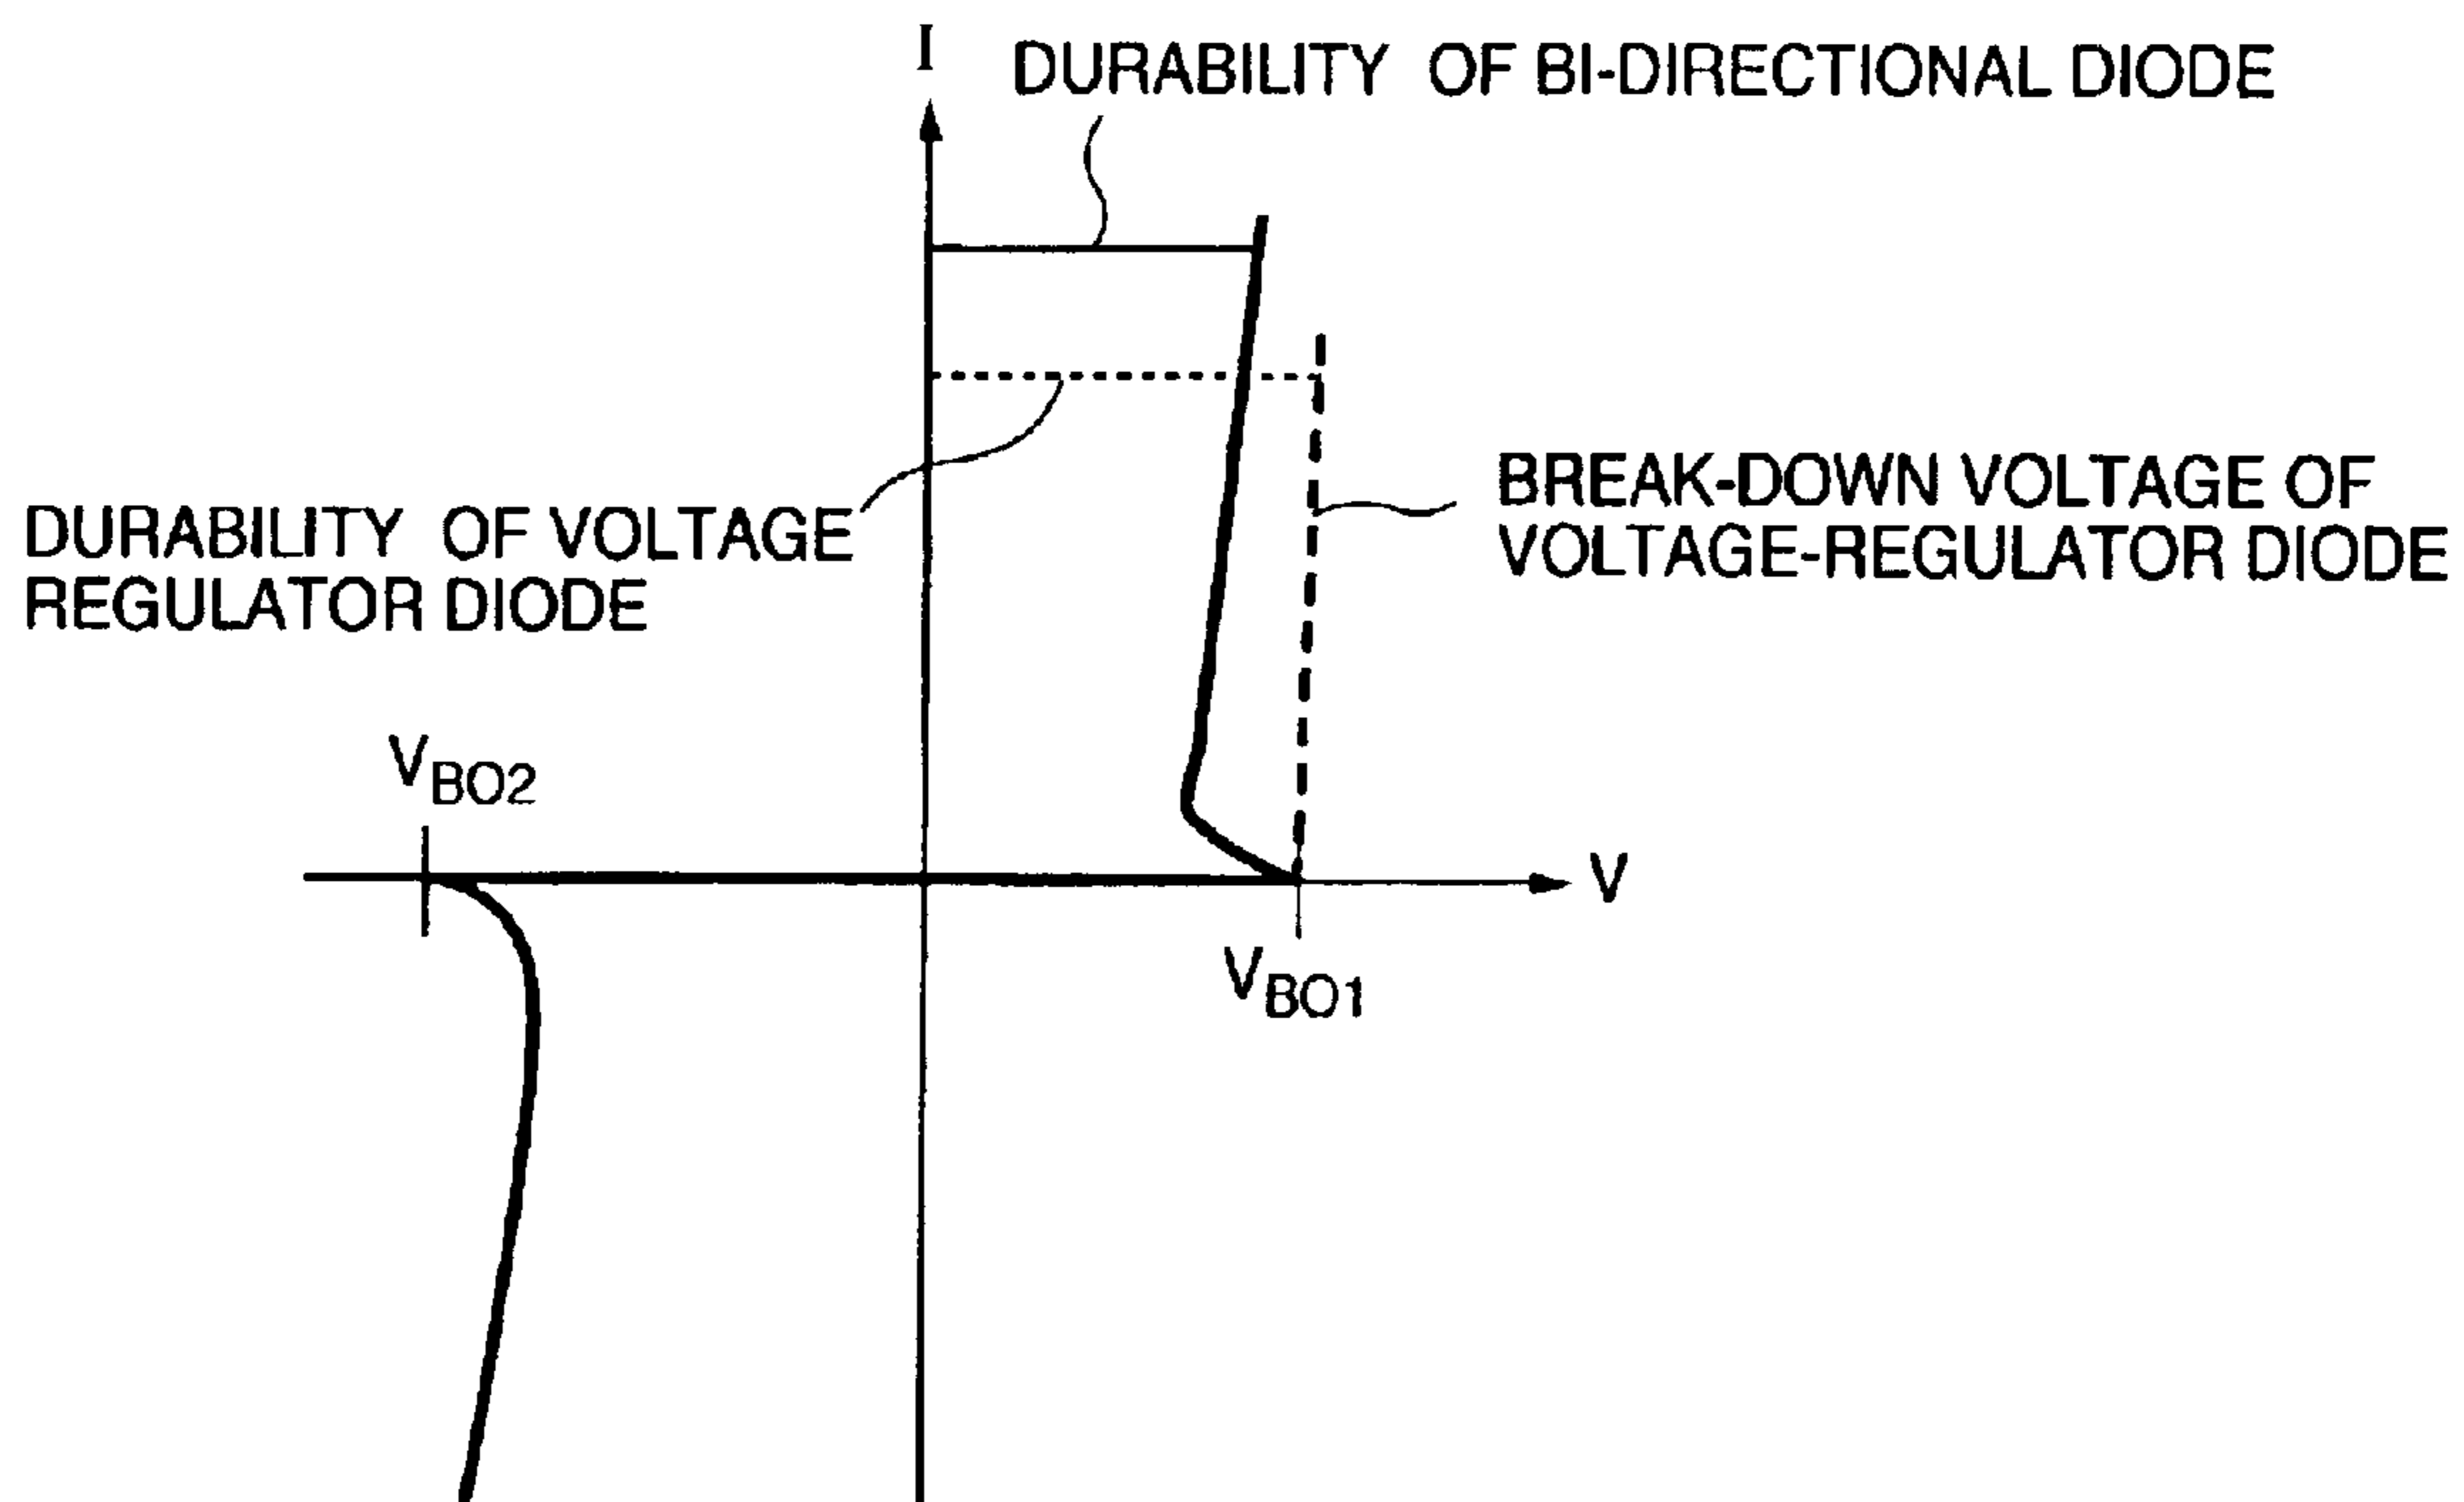 I
DURABILITY OF BI-DIRECTIONAL DIODE
BREAK-DOWN VOLTAGE OF
VOLTAGE-REGULATOR DIODE
DURABILITY OF VOLTAGE
REGULATOR DIODE
VBO2
V
VBO1